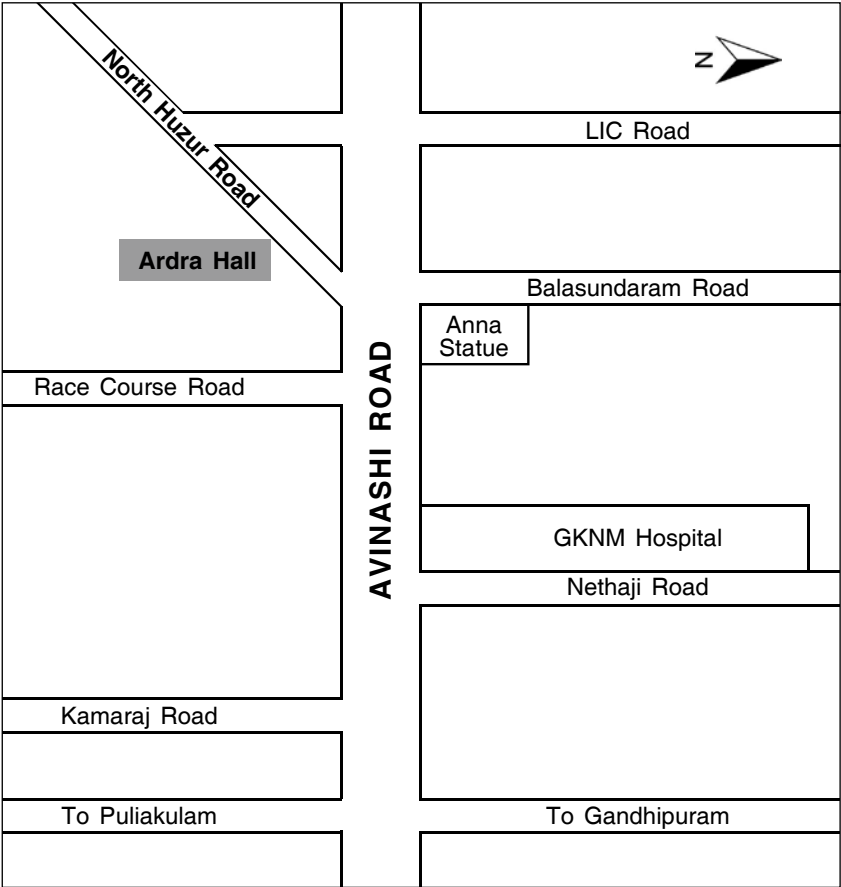 North Huzur Road
N
LIC Road
Ardra Hall
Balasundaram Road
Anna
Statue
Race Course Road
AVINASHI ROAD
GKNM Hospital
Nethaji Road
Kamaraj Road
To Puliakulam
To Gandhipuram